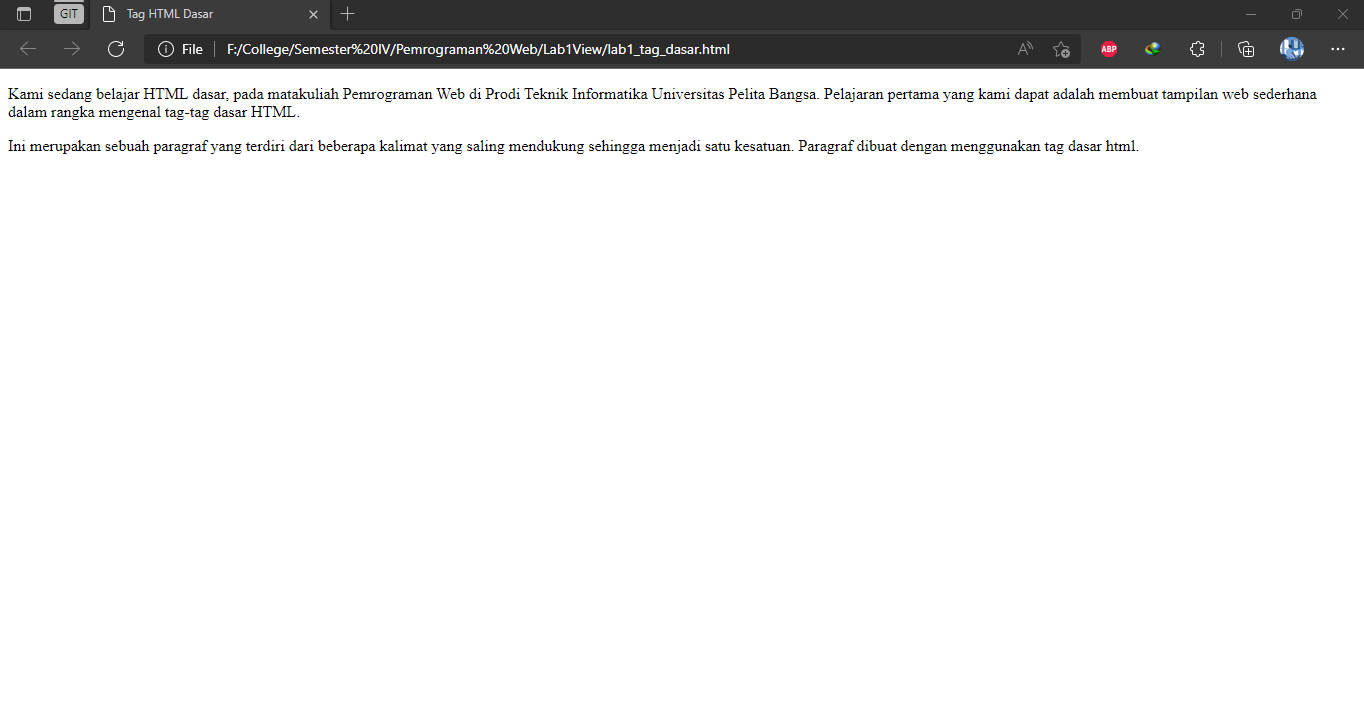 GIT
Tag HTML Dasar
File
F:/College/Semester%20IV/Pemrograman%20Web/Lab1View/lab1_tag_dasar.html
A
ABP
Kami sedang belajar HTML dasar, pada matakuliah Pemrograman Web di Prodi Teknik Informatika Universitas Pelita Bangsa. Pelajaran pertama yang kami dapat adalah membuat tampilan web sederhana
dalam rangka mengenal tag-tag dasar HTML.
Ini merupakan sebuah paragraf yang terdiri dari beberapa kalimat yang saling mendukung sehingga menjadi satu kesatuan. Paragraf dibuat dengan menggunakan tag dasar html.